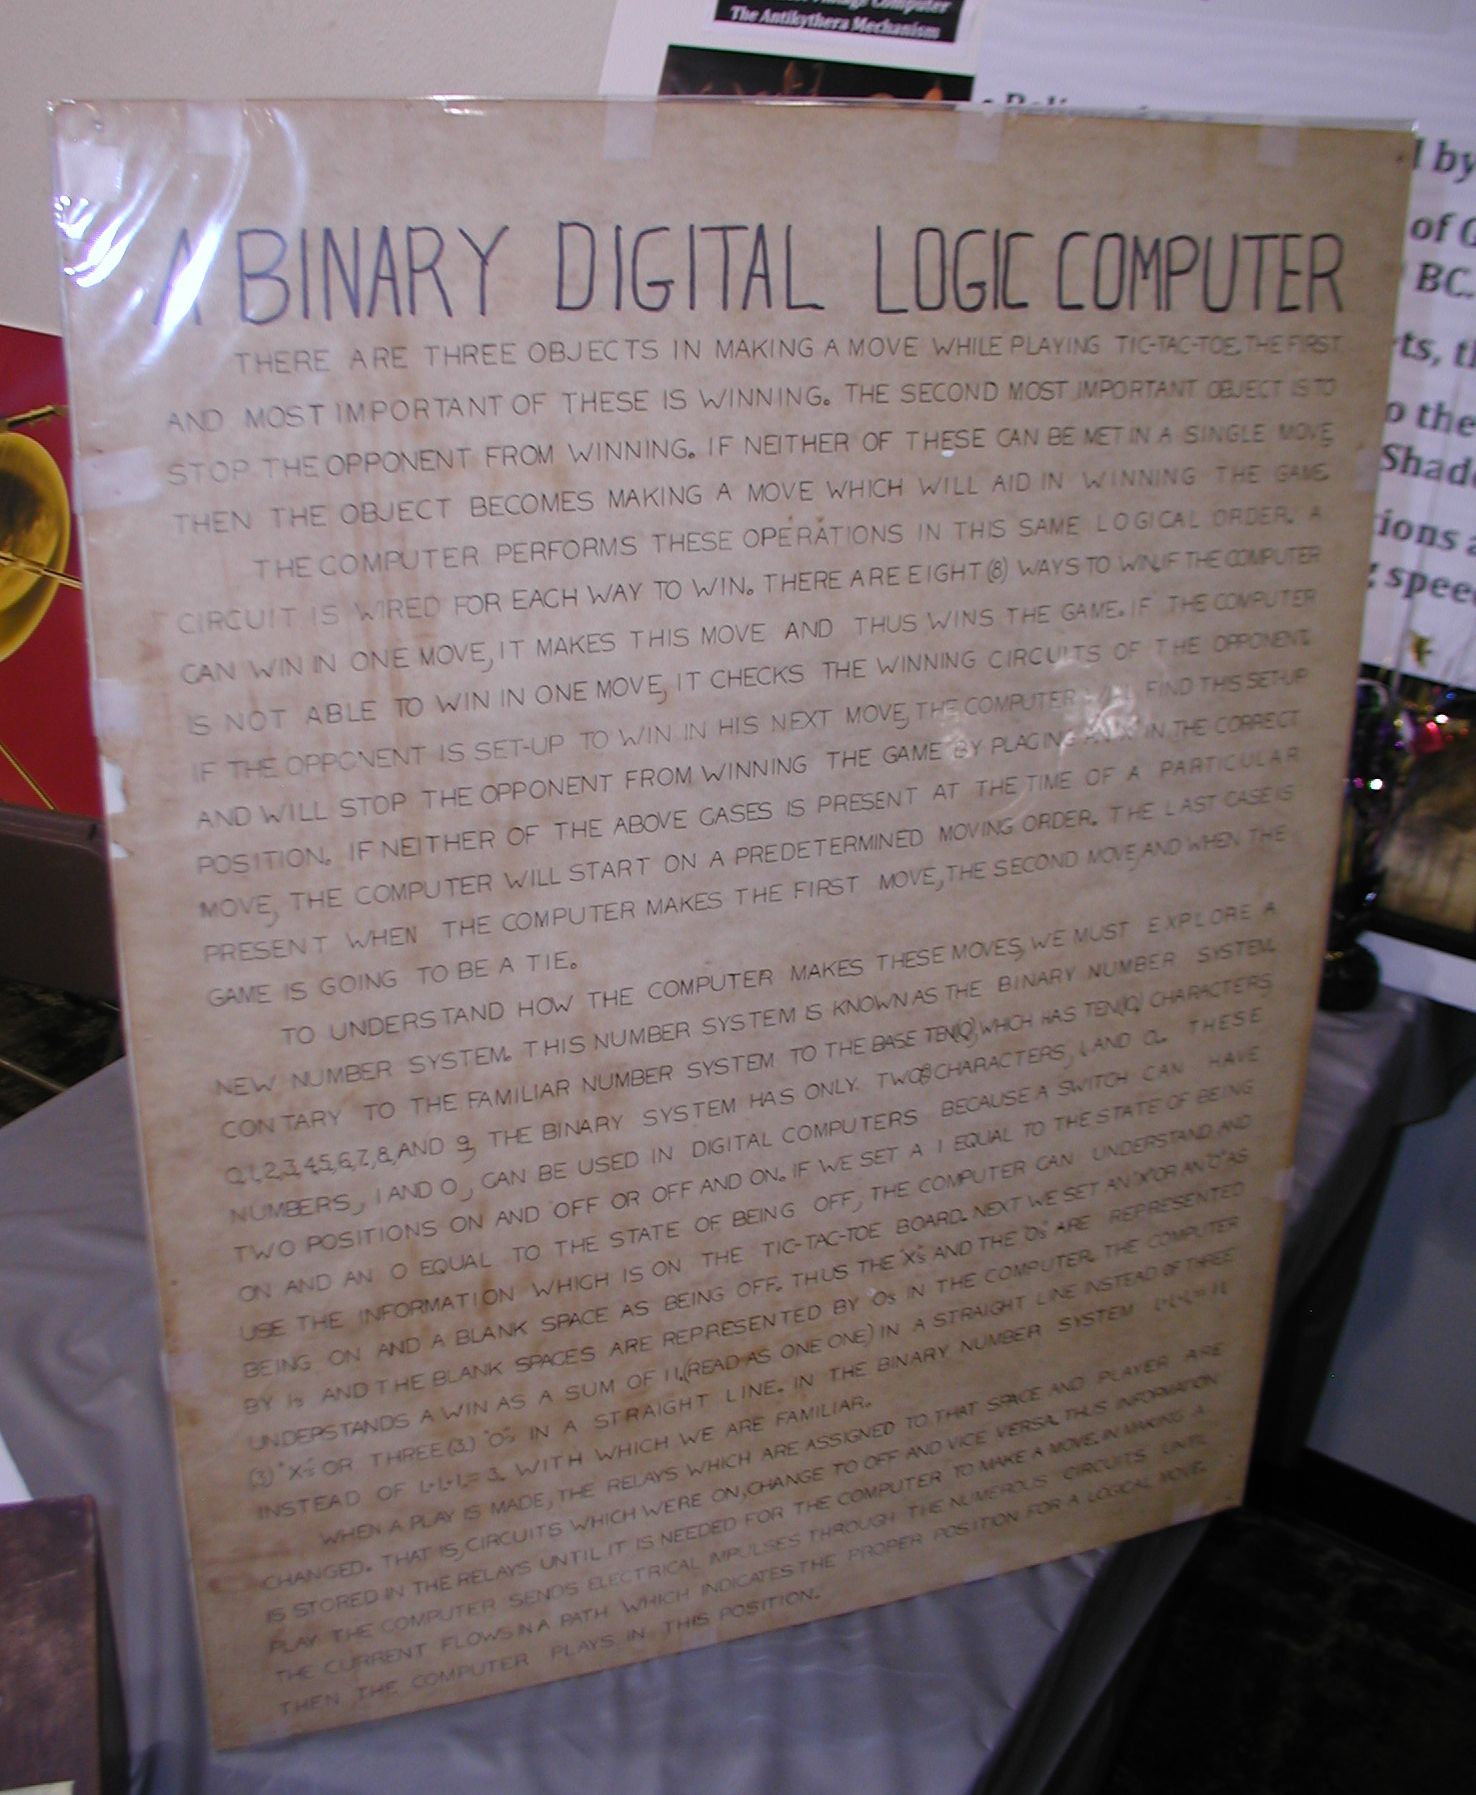 Computer
The Antikythera Mechanism
by
of
BC.
the
tions
A BINARY DIGITAL LOGIC COMPUTER
THERE ARE THREE OBJECTS IN MAKING A MOVE WHILE PLAYING TIC-TAC-TOE, THE FIRST
AND MOST IMPORTANT OF THESE IS WINNING. THE SECOND MOST IMPORTANT OBJECT IS TO
STOP THE OPPONENT FROM WINNING. IF NEITHER OF THESE CAN BE MET IN A SINGLE MOVE,
THEN THE OBJECT BECOMES MAKING A MOVE WHICH WILL AID IN WINNING THE GAME.
THE COMPUTER PERFORMS THESE OPERATIONS IN THIS SAME LOGICAL ORDER. A
CIRCUIT IS WIRED FOR EACH WAY TO WIN. THERE ARE EIGHT (8) WAYS TO WIN. IF THE COMPUTER
CAN WIN IN ONE MOVE, IT MAKES THIS MOVE AND THUS WINS THE GAME. IF THE COMPUTER
IS NOT ABLE TO WIN IN ONE MOVE, IT CHECKS THE WINNING CIRCUITS OF THE OPPONENT.
IF THE OPPONENT IS SET-UP TO WIN IN HIS NEXT MOVE, THE COMPUTER WILL FIND THIS SET-UP
AND WILL STOP THE OPPONENT FROM WINNING THE GAME BY PLACING AN "X" IN THE CORRECT
POSITION. IF NEITHER OF THE ABOVE CASES IS PRESENT AT THE TIME OF A PARTICULAR
MOVE, THE COMPUTER WILL START ON A PREDETERMINED MOVING ORDER. THE LAST CASE IS
PRESENT WHEN THE COMPUTER MAKES THE FIRST MOVE, THE SECOND MOVE, AND WHEN THE
GAME IS GOING TO BE A TIE.
TO UNDERSTAND HOW THE COMPUTER MAKES THESE MOVES, WE MUST EXPLORE A
NEW NUMBER SYSTEM. THIS NUMBER SYSTEM IS KNOWN AS THE BINARY NUMBER SYSTEM.
CONTARY TO THE FAMILIAR NUMBER SYSTEM TO THE BASE TEN(10), WHICH HAS TEN(10) CHARACTERS,
0,1,2,3,4,5,6,7,8, AND 9, THE BINARY SYSTEM HAS ONLY TWO CHARACTERS, 1, AND 0. THESE
NUMBERS, 1 AND 0, CAN BE USED IN DIGITAL COMPUTERS BECAUSE A SWITCH CAN HAVE
TWO POSITIONS ON AND OFF OR OFF AND ON. IF WE SET A 1 EQUAL TO THE STATE OF BEING
ON AND AN 0 EQUAL TO THE STATE OF BEING OFF, THE COMPUTER CAN UNDERSTAND AND
USE THE INFORMATION WHICH IS ON THE TIC-TAC-TOE BOARD. NEXT WE SET AN "X" OR AN "O" AS
BEING ON AND A BLANK SPACE AS BEING OFF. THUS THE "X's" AND THE "O's" ARE REPRESENTED
BY 1s AND THE BLANK SPACES ARE REPRESENTED BY 0s IN THE COMPUTER. THE COMPUTER
UNDERSTANDS A WIN AS A SUM OF 11 (READ AS ONE ONE) IN A STRAIGHT LINE INSTEAD OF THREE
(3) "X's" OR THREE (3) "O's" IN A STRAIGHT LINE. IN THE BINARY NUMBER SYSTEM 1+1+1=11
INSTEAD OF 1+1+1=3, WITH WHICH WE ARE FAMILIAR.
WHEN A PLAY IS MADE, THE RELAYS WHICH ARE ASSIGNED TO THAT SPACE AND PLAYER ARE
CHANGED. THAT IS, CIRCUITS WHICH WERE ON, CHANGE TO OFF AND VICE VERSA. THUS INFORMATION
IS STORED IN THE RELAYS UNTIL IT IS NEEDED FOR THE COMPUTER TO MAKE A MOVE. IN MAKING A
PLAY THE COMPUTER SENDS ELECTRICAL IMPULSES THROUGH THE NUMEROUS CIRCUITS UNTIL
THE CURRENT FLOWS IN A PATH WHICH INDICATES THE PROPER POSITION FOR A LOGICAL MOVE.
THEN THE COMPUTER PLAYS IN THIS POSITION.